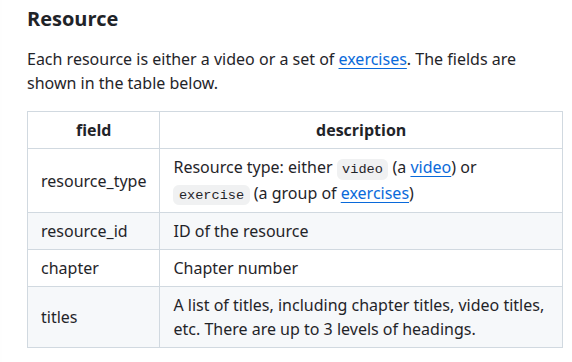 Resource
Each resource is either a video or a set of exercises. The fields are
shown in the table below.
field description
resource_type Resource type: either video (a video) or
exercise (a group of exercises)
resource_id ID of the resource
chapter Chapter number
titles A list of titles, including chapter titles, video titles,
etc. There are up to 3 levels of headings.